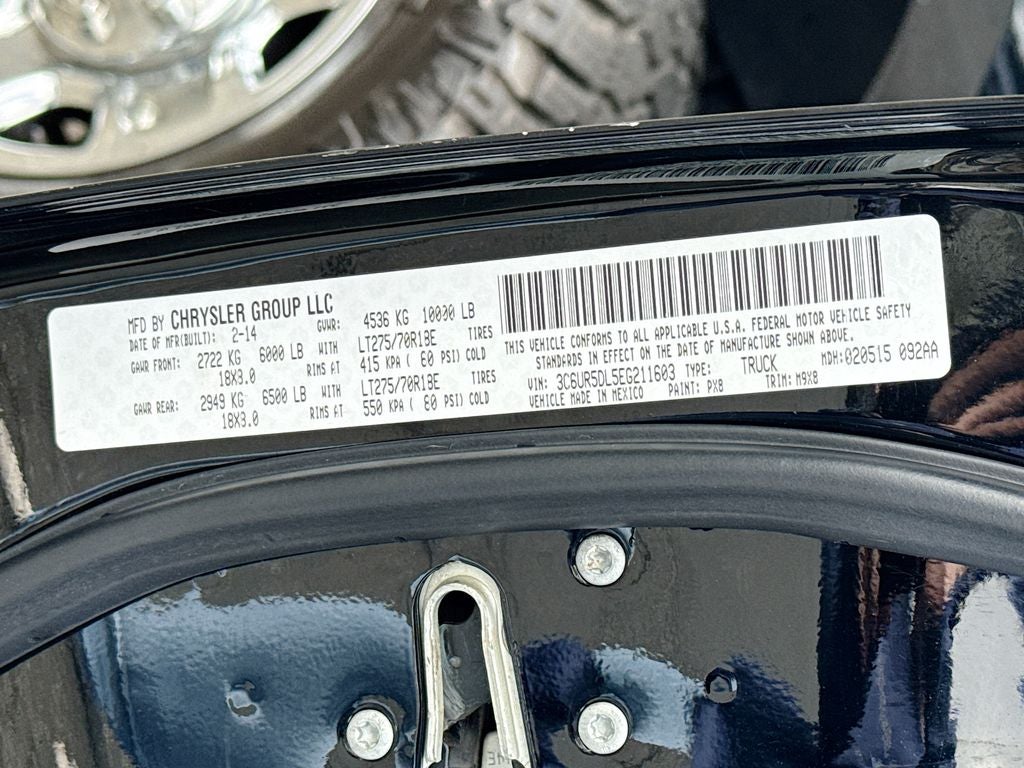 MFD BY CHRYSLER GROUP LLC
DATE OF MFR(BUILT): 2-14 GVWR: 4536 KG 10000 LB
GAWR FRONT: 2722 KG 6000 LB WITH LT275/70R18E TIRES
18X8.0 RIMS AT 415 KPA ( 60 PSI) COLD
GAWR REAR: 2949 KG 6500 LB WITH LT275/70R18E TIRES
18X8.0 RIMS AT 550 KPA ( 80 PSI) COLD
THIS VEHICLE CONFORMS TO ALL APPLICABLE U.S.A. FEDERAL MOTOR VEHICLE SAFETY
STANDARDS IN EFFECT ON THE DATE OF MANUFACTURE SHOWN ABOVE.
VIN: 3C6UR5DL5EG211603 TYPE: TRUCK MDH:020515 092AA
VEHICLE MADE IN MEXICO PAINT: PX8 TRIM: M9X8